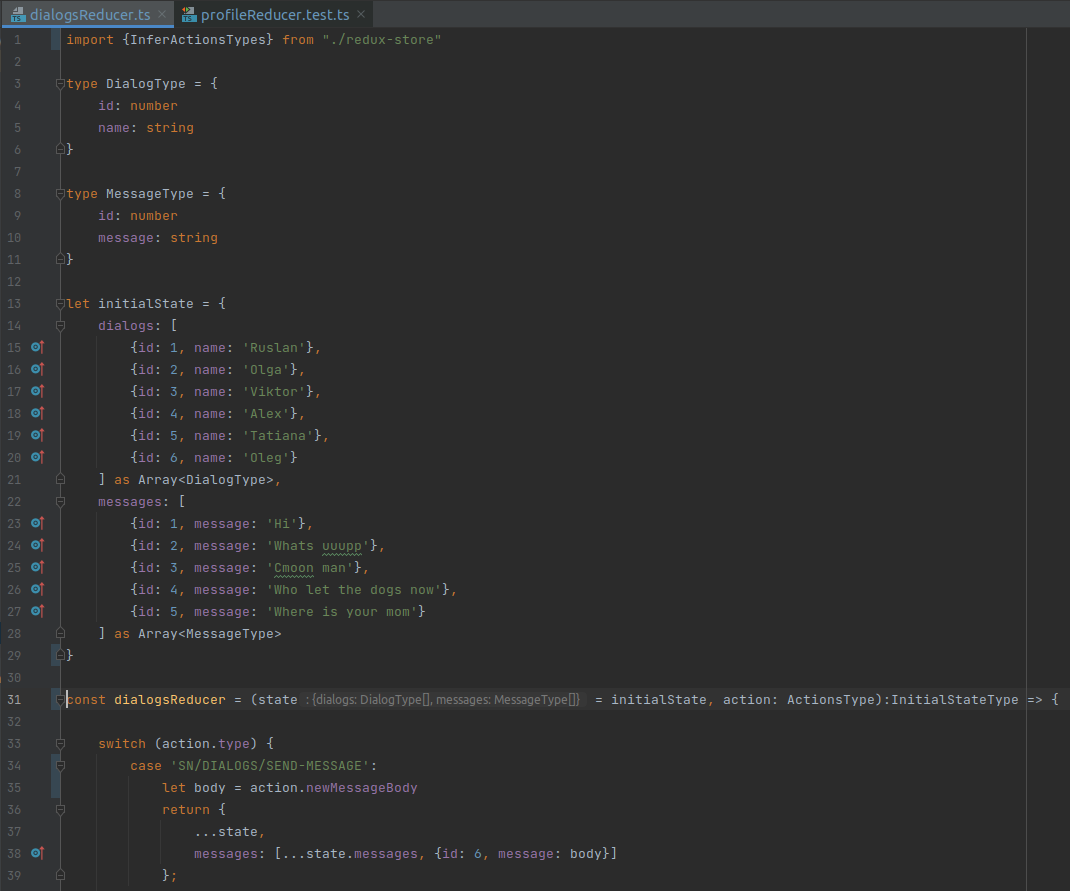 dialogsReducer.ts × profileReducer.test.ts ×
1 import {InferActionsTypes} from "./redux-store"
2
3 type DialogType = {
4     id: number
5     name: string
6 }
7
8 type MessageType = {
9     id: number
10     message: string
11 }
12
13 let initialState = {
14     dialogs: [
15         {id: 1, name: 'Ruslan'},
16         {id: 2, name: 'Olga'},
17         {id: 3, name: 'Viktor'},
18         {id: 4, name: 'Alex'},
19         {id: 5, name: 'Tatiana'},
20         {id: 6, name: 'Oleg'}
21     ] as Array<DialogType>,
22     messages: [
23         {id: 1, message: 'Hi'},
24         {id: 2, message: 'Whats uuupp'},
25         {id: 3, message: 'Cmoon man'},
26         {id: 4, message: 'Who let the dogs now'},
27         {id: 5, message: 'Where is your mom'}
28     ] as Array<MessageType>
29 }
30
31 const dialogsReducer = (state : {dialogs: DialogType[], messages: MessageType[]} = initialState, action: ActionsType):InitialStateType => {
32
33     switch (action.type) {
34         case 'SN/DIALOGS/SEND-MESSAGE':
35             let body = action.newMessageBody
36             return {
37                 ...state,
38                 messages: [...state.messages, {id: 6, message: body}]
39             };